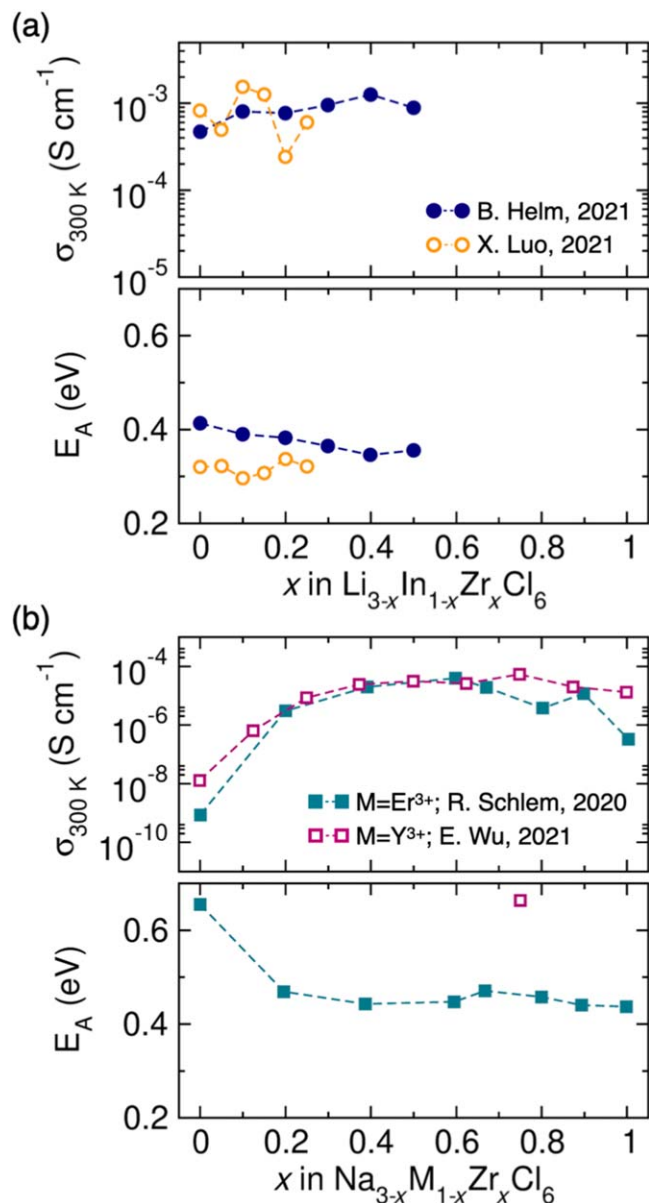 (a)
10⁻³
10⁻⁴
10⁻⁵
σ300 K (S cm⁻¹)
B. Helm, 2021
X. Luo, 2021
0.6
0.4
0.2
E_A (eV)
0 0.2 0.4 0.6 0.8 1
x in Li₃₋ₓIn₁₋ₓZrₓCl₆
(b)
10⁻⁴
10⁻⁶
10⁻⁸
10⁻¹⁰
σ300 K (S cm⁻¹)
M=Er³⁺; R. Schlem, 2020
M=Y³⁺; E. Wu, 2021
0.6
0.4
0.2
E_A (eV)
0 0.2 0.4 0.6 0.8 1
x in Na₃₋ₓM₁₋ₓZrₓCl₆